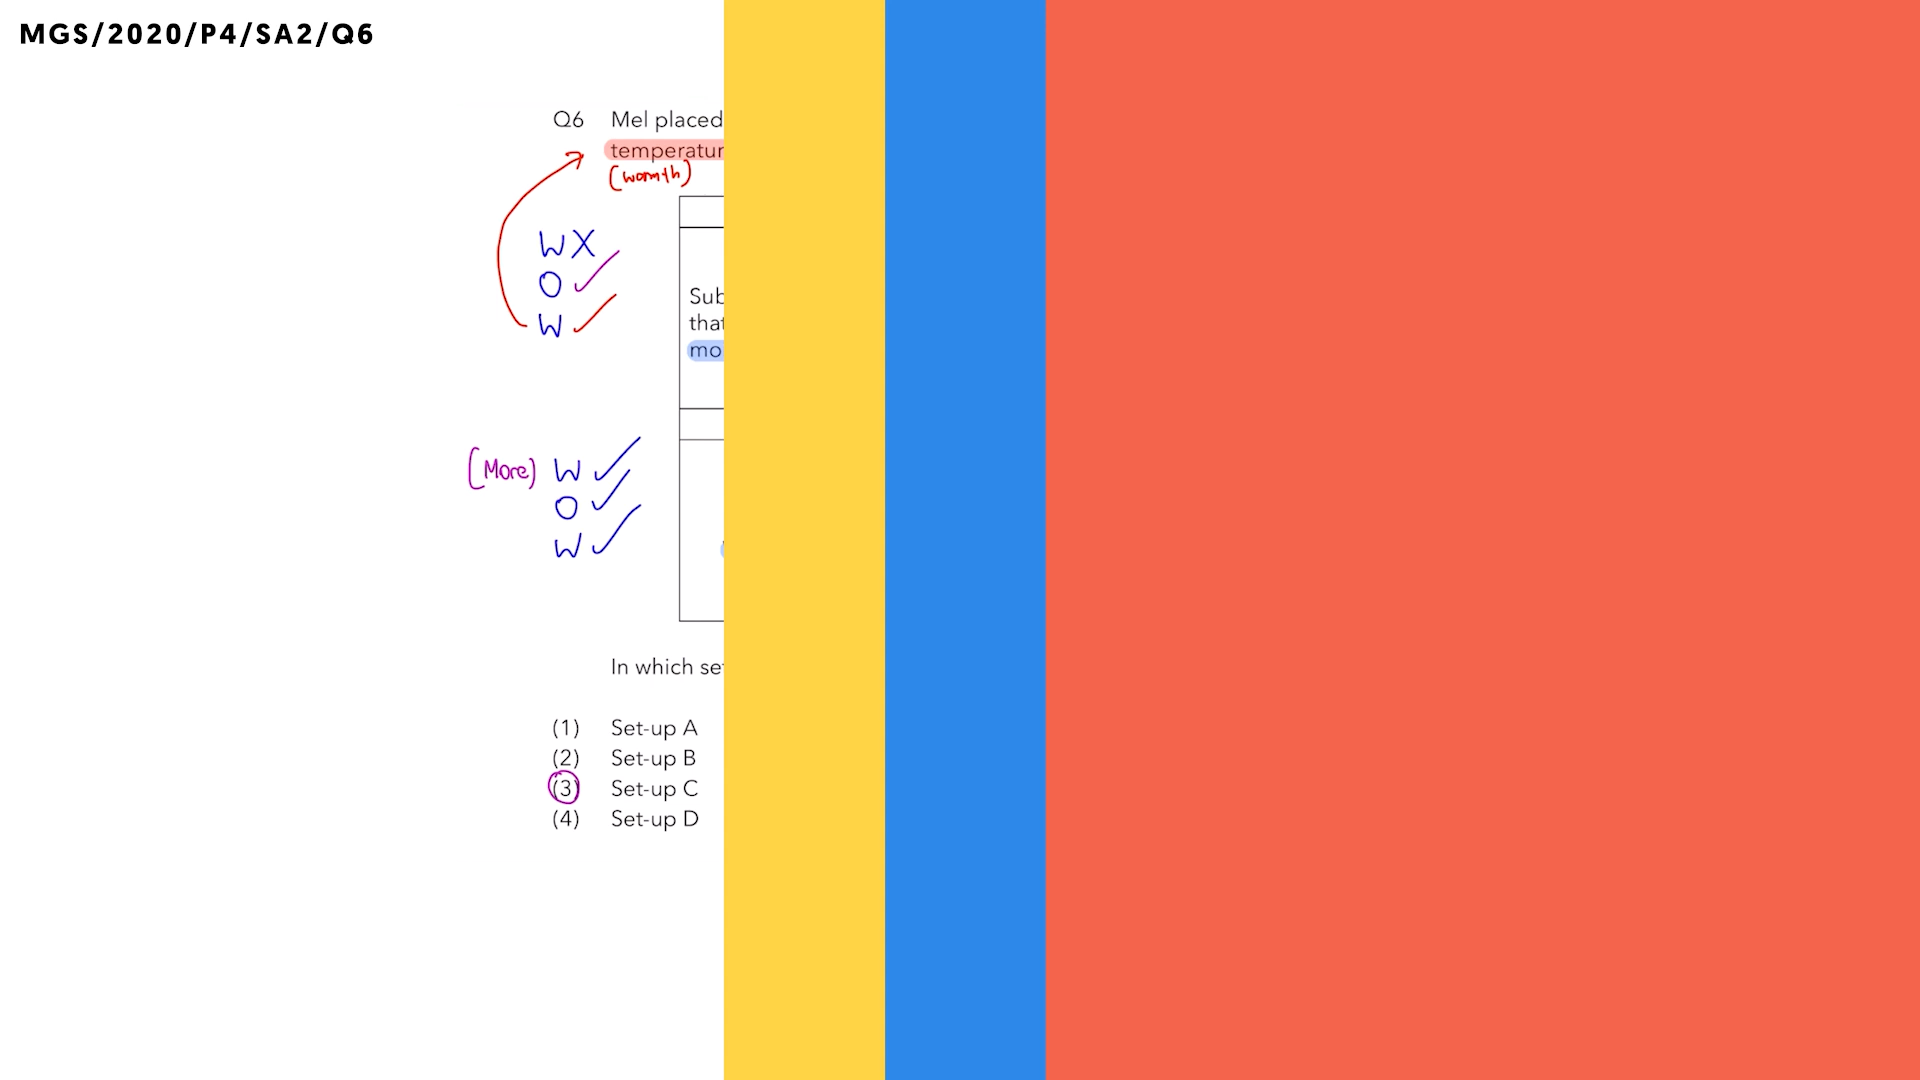 MGS/2020/P4/SA2/Q6
Q6 Mel placed
temperatur
(warmth)
W X
O ✓
W ✓
Sub
that
mo
(More) W ✓
O ✓
W ✓
In which se
(1) Set-up A
(2) Set-up B
(3) Set-up C
(4) Set-up D